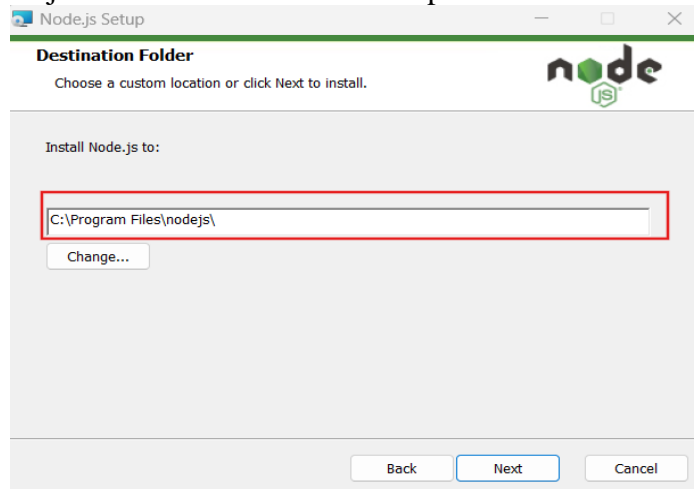 Node.js Setup
Destination Folder
Choose a custom location or click Next to install.
node
JS
Install Node.js to:
C:\Program Files\nodejs\
Change...
Back
Next
Cancel